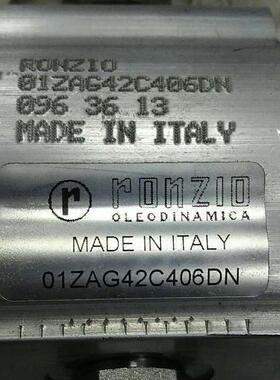 RONZIO
01ZAG42C406DN
096 36 13
MADE IN ITALY
r ronzio
OLEODINAMICA
MADE IN ITALY
01ZAG42C406DN